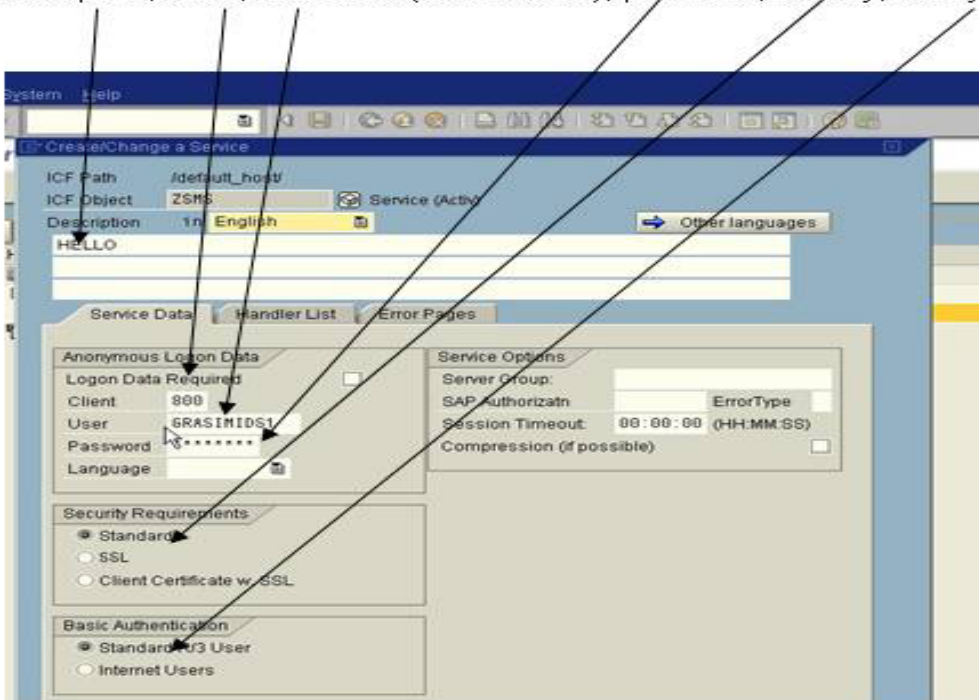 System Help
Create/Change a Service
ICF Path /default_host/
ICF Object ZSMS Service (Activ)
Description in English Other languages
HELLO
Service Data Handler List Error Pages
Anonymous Logon Data Service Options
Logon Data Required Server Group:
Client 800 SAP Authorizatn ErrorType
User GRASIMIDS1 Session Timeout: 00:00:00 (HH:MM:SS)
Password ******** Compression (if possible)
Language
Security Requirements
Standard
SSL
Client Certificate w. SSL
Basic Authentication
Standard R/3 User
Internet Users